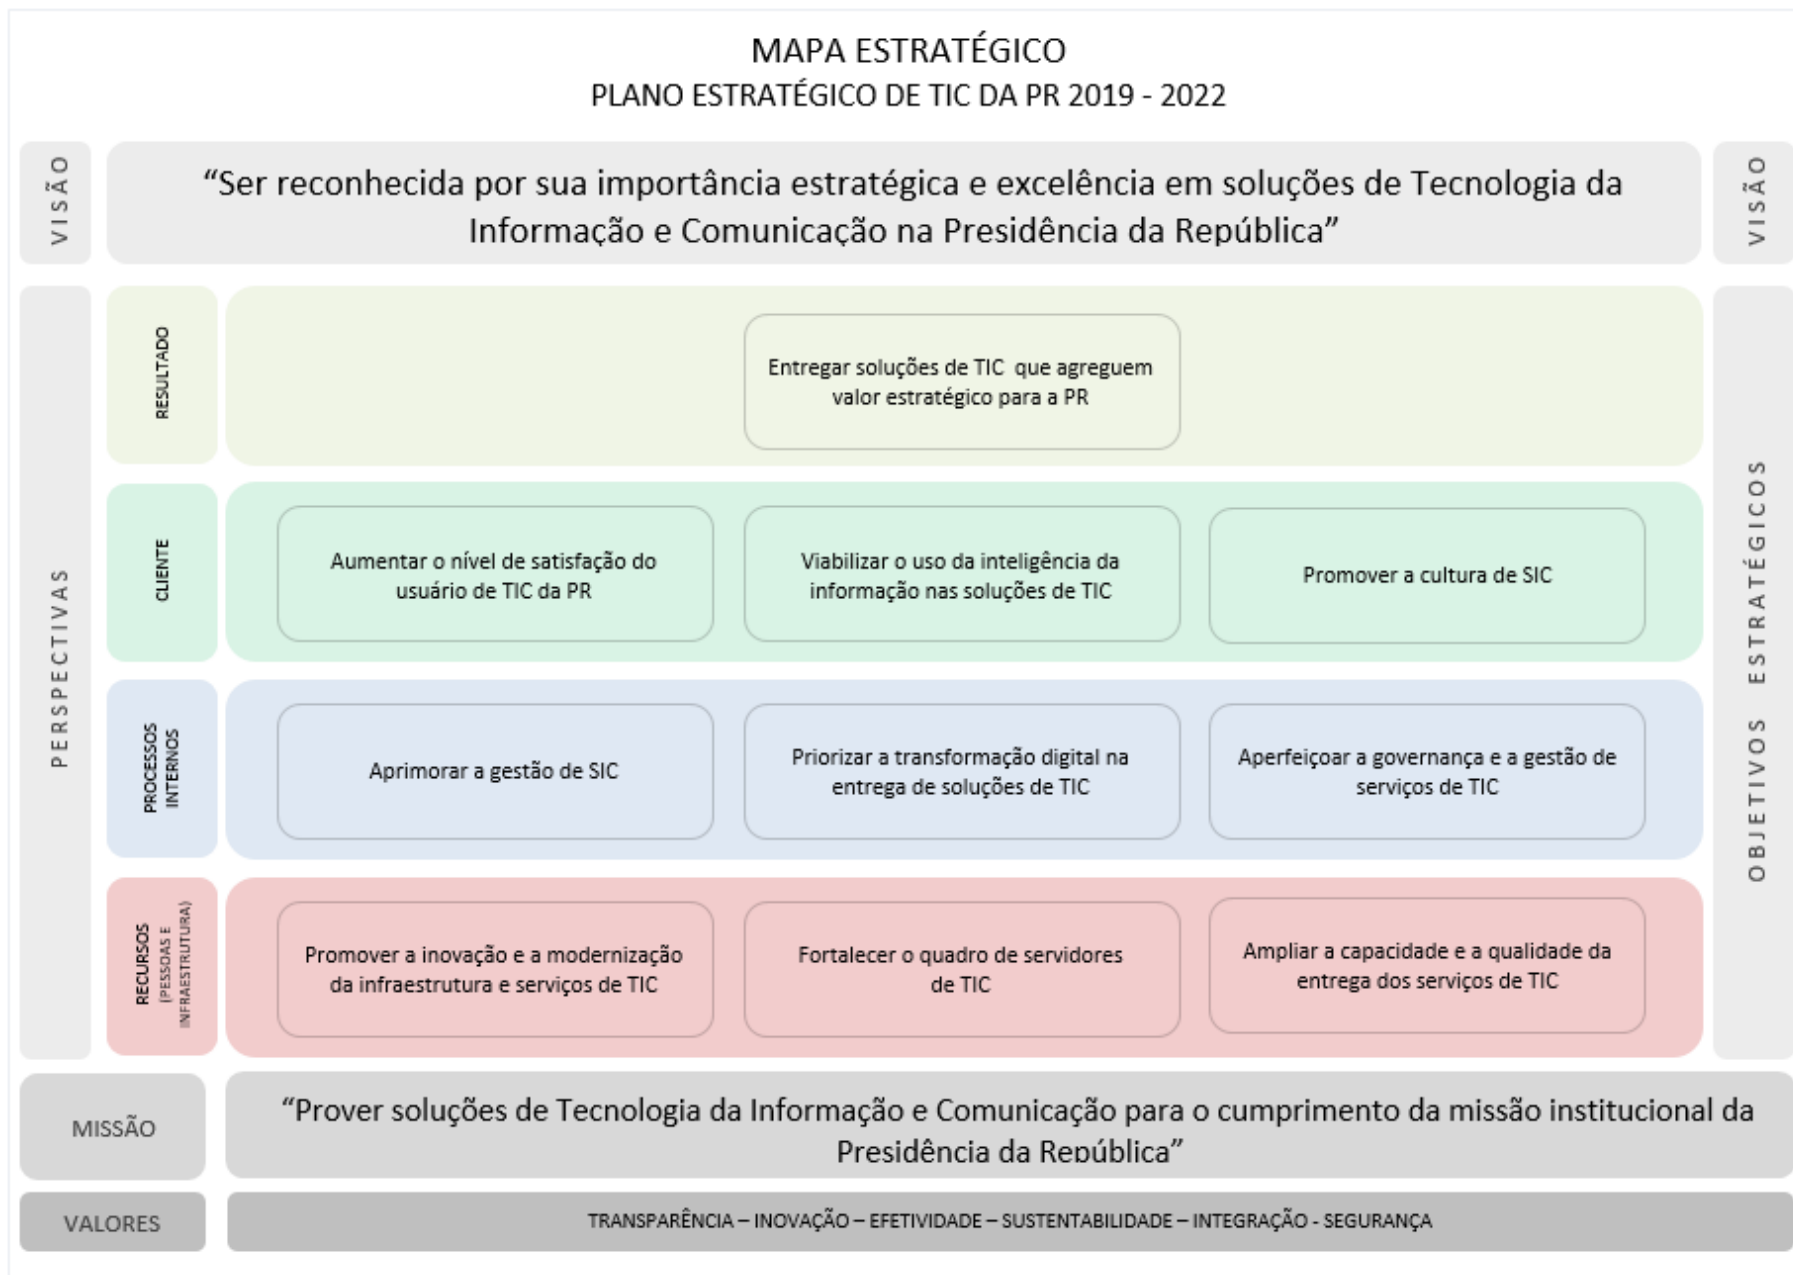 MAPA ESTRATÉGICO
PLANO ESTRATÉGICO DE TIC DA PR 2019 - 2022
VISÃO
“Ser reconhecida por sua importância estratégica e excelência em soluções de Tecnologia da
Informação e Comunicação na Presidência da República”
VISÃO
PERSPECTIVAS
RESULTADO
Entregar soluções de TIC que agreguem
valor estratégico para a PR
CLIENTE
Aumentar o nível de satisfação do
usuário de TIC da PR
Viabilizar o uso da inteligência da
informação nas soluções de TIC
Promover a cultura de SIC
PROCESSOS
INTERNOS
Aprimorar a gestão de SIC
Priorizar a transformação digital na
entrega de soluções de TIC
Aperfeiçoar a governança e a gestão de
serviços de TIC
RECURSOS
(PESSOAS E
INFRAESTRUTURA)
Promover a inovação e a modernização
da infraestrutura e serviços de TIC
Fortalecer o quadro de servidores
de TIC
Ampliar a capacidade e a qualidade da
entrega dos serviços de TIC
OBJETIVOS ESTRATÉGICOS
MISSÃO
“Prover soluções de Tecnologia da Informação e Comunicação para o cumprimento da missão institucional da
Presidência da República”
VALORES
TRANSPARÊNCIA – INOVAÇÃO – EFETIVIDADE – SUSTENTABILIDADE – INTEGRAÇÃO - SEGURANÇA